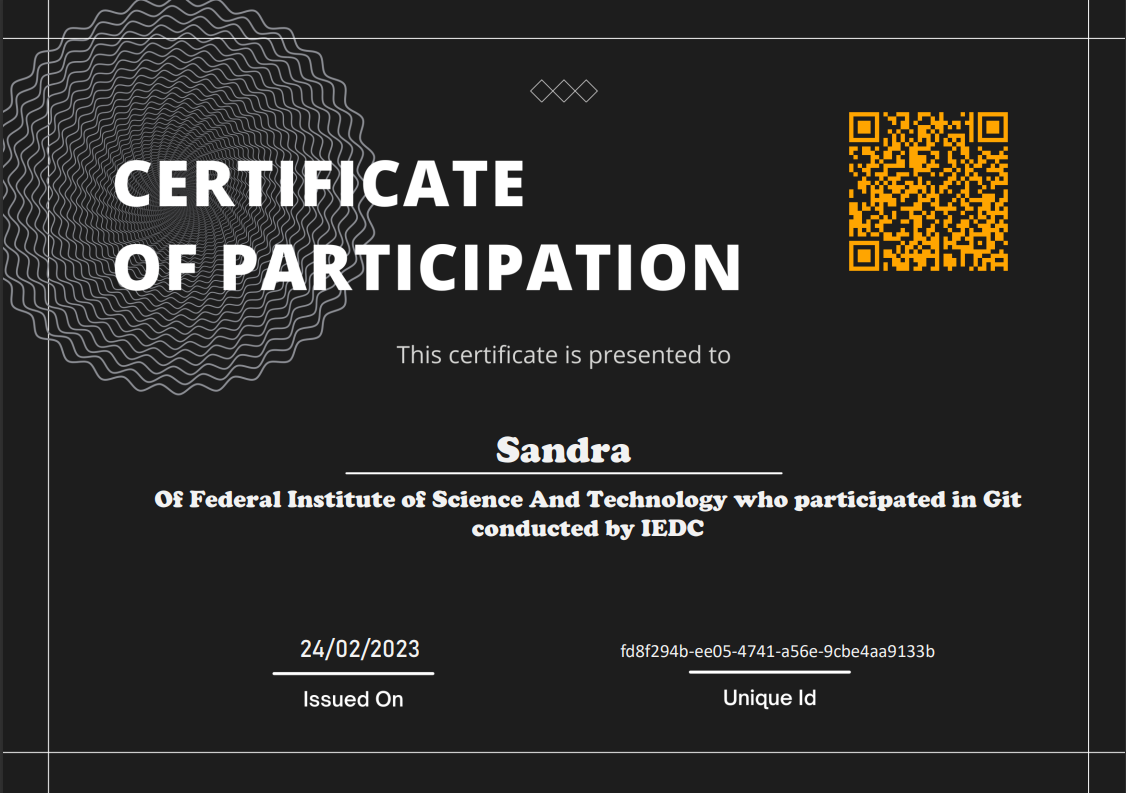 CERTIFICATE
OF PARTICIPATION
This certificate is presented to
Sandra
Of Federal Institute of Science And Technology who participated in Git
conducted by IEDC
24/02/2023
Issued On
fd8f294b-ee05-4741-a56e-9cbe4aa9133b
Unique Id